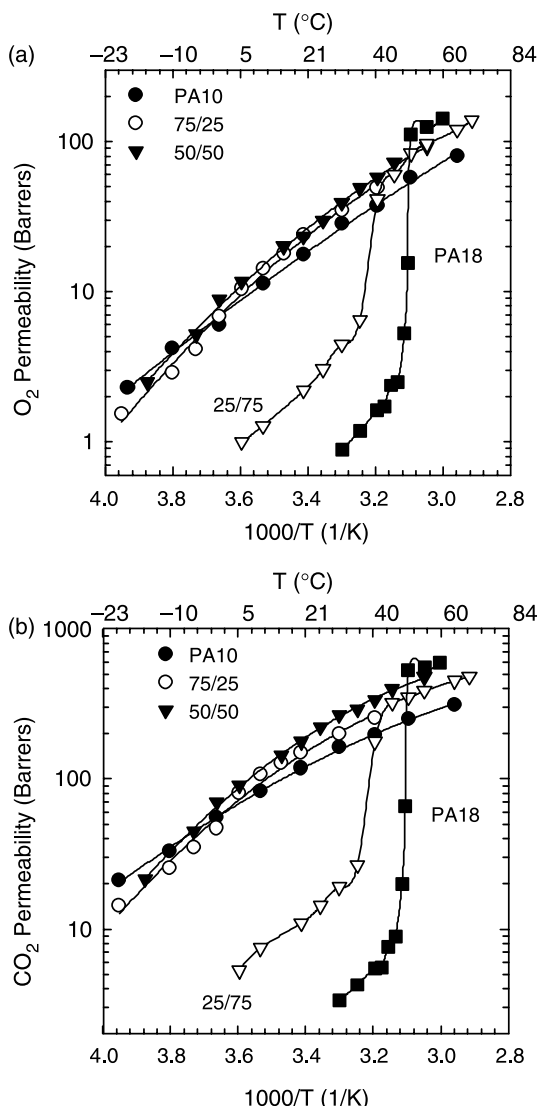 (a)
T (°C)
−23 −10 5 21 40 60 84
PA10
75/25
50/50
100
10
1
O2 Permeability (Barrers)
PA18
25/75
4.0 3.8 3.6 3.4 3.2 3.0 2.8
1000/T (1/K)
(b)
T (°C)
−23 −10 5 21 40 60 84
1000
PA10
75/25
50/50
100
10
CO2 Permeability (Barrers)
PA18
25/75
4.0 3.8 3.6 3.4 3.2 3.0 2.8
1000/T (1/K)